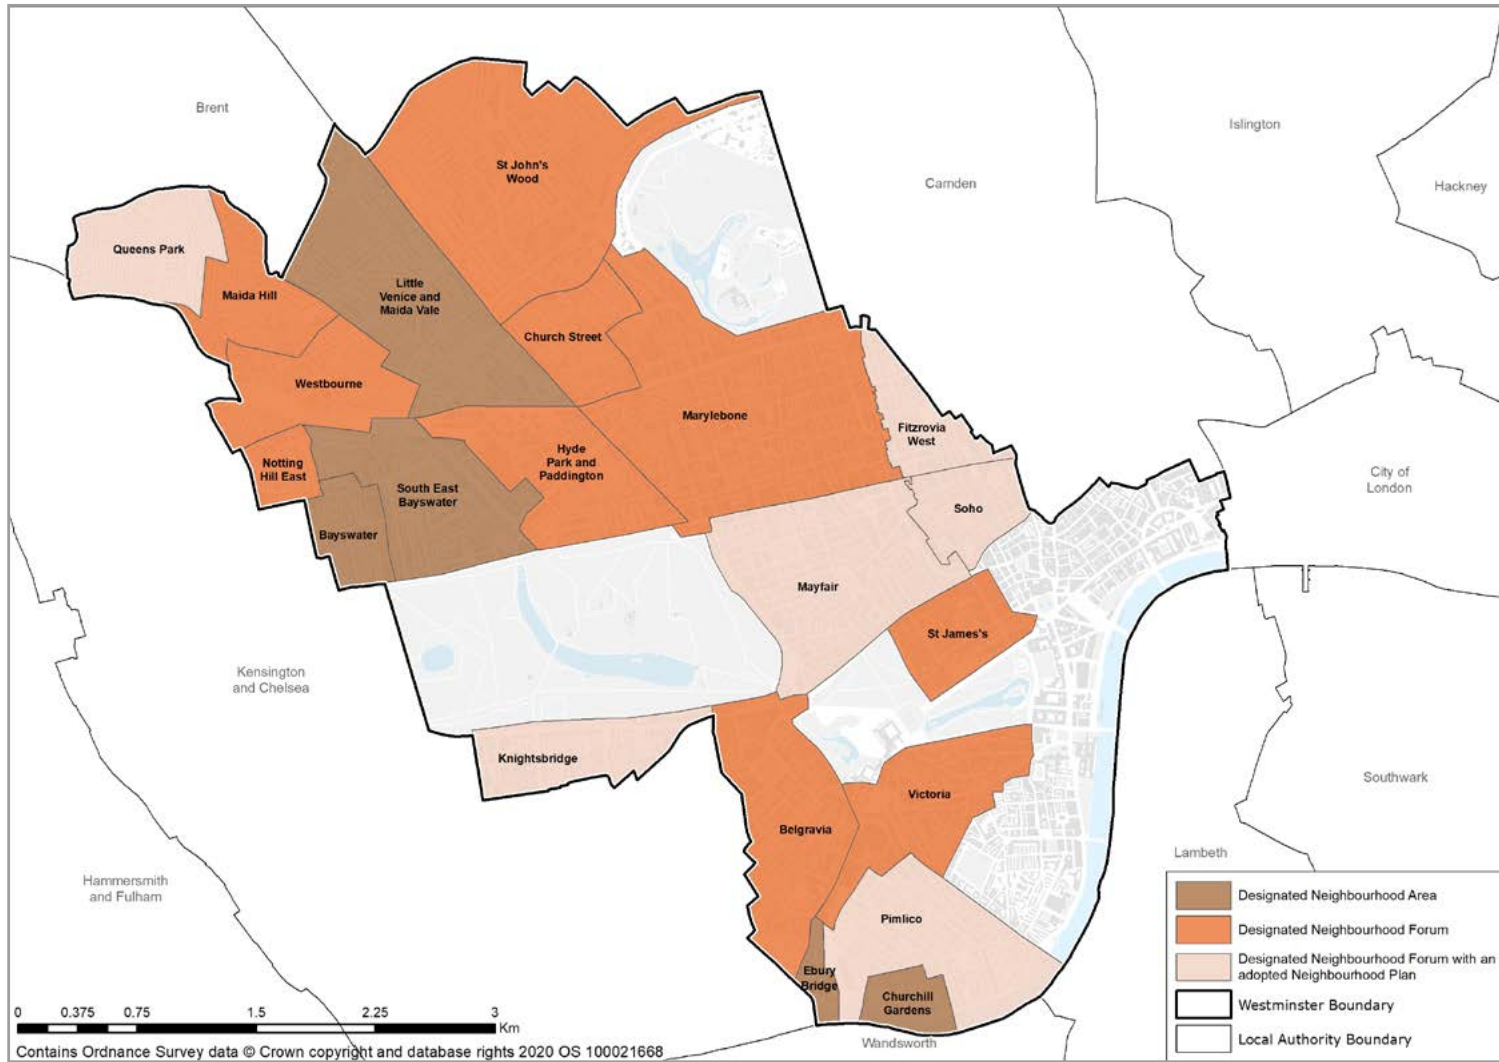 Brent
Islington
Camden
Hackney
St John's
Wood
Queens Park
Maida Hill
Little
Venice and
Maida Vale
Church Street
Westbourne
Marylebone
Fitzrovia
West
Notting
Hill East
Hyde
Park and
Paddington
South East
Bayswater
City of
London
Soho
Bayswater
Mayfair
St James's
Kensington
and Chelsea
Knightsbridge
Southwark
Victoria
Belgravia
Lambeth
Hammersmith
and Fulham
Pimlico
Ebury
Bridge
Churchill
Gardens
Wandsworth
Designated Neighbourhood Area
Designated Neighbourhood Forum
Designated Neighbourhood Forum with an
adopted Neighbourhood Plan
Westminster Boundary
Local Authority Boundary
0 0.375 0.75 1.5 2.25 3
Km
Contains Ordnance Survey data © Crown copyright and database rights 2020 OS 100021668